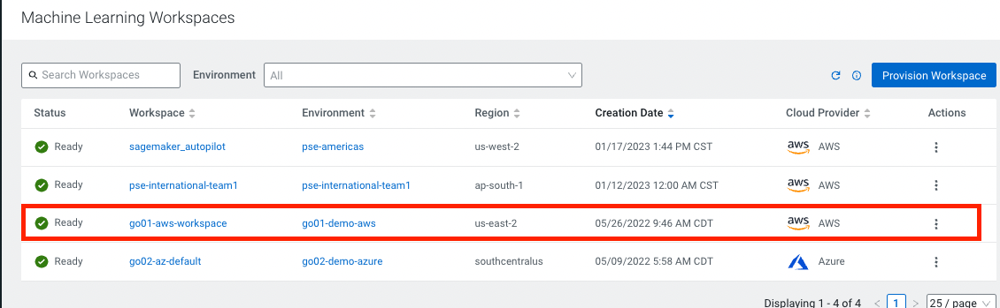 Machine Learning Workspaces
Search Workspaces Environment All Provision Workspace
Status Workspace Environment Region Creation Date Cloud Provider Actions
Ready sagemaker_autopilot pse-americas us-west-2 01/17/2023 1:44 PM CST aws AWS
Ready pse-international-team1 pse-international-team1 ap-south-1 01/12/2023 12:00 AM CST aws AWS
Ready go01-aws-workspace go01-demo-aws us-east-2 05/26/2022 9:46 AM CDT aws AWS
Ready go02-az-default go02-demo-azure southcentralus 05/09/2022 5:58 AM CDT Azure
Displaying 1 - 4 of 4 < 1 > 25 / page